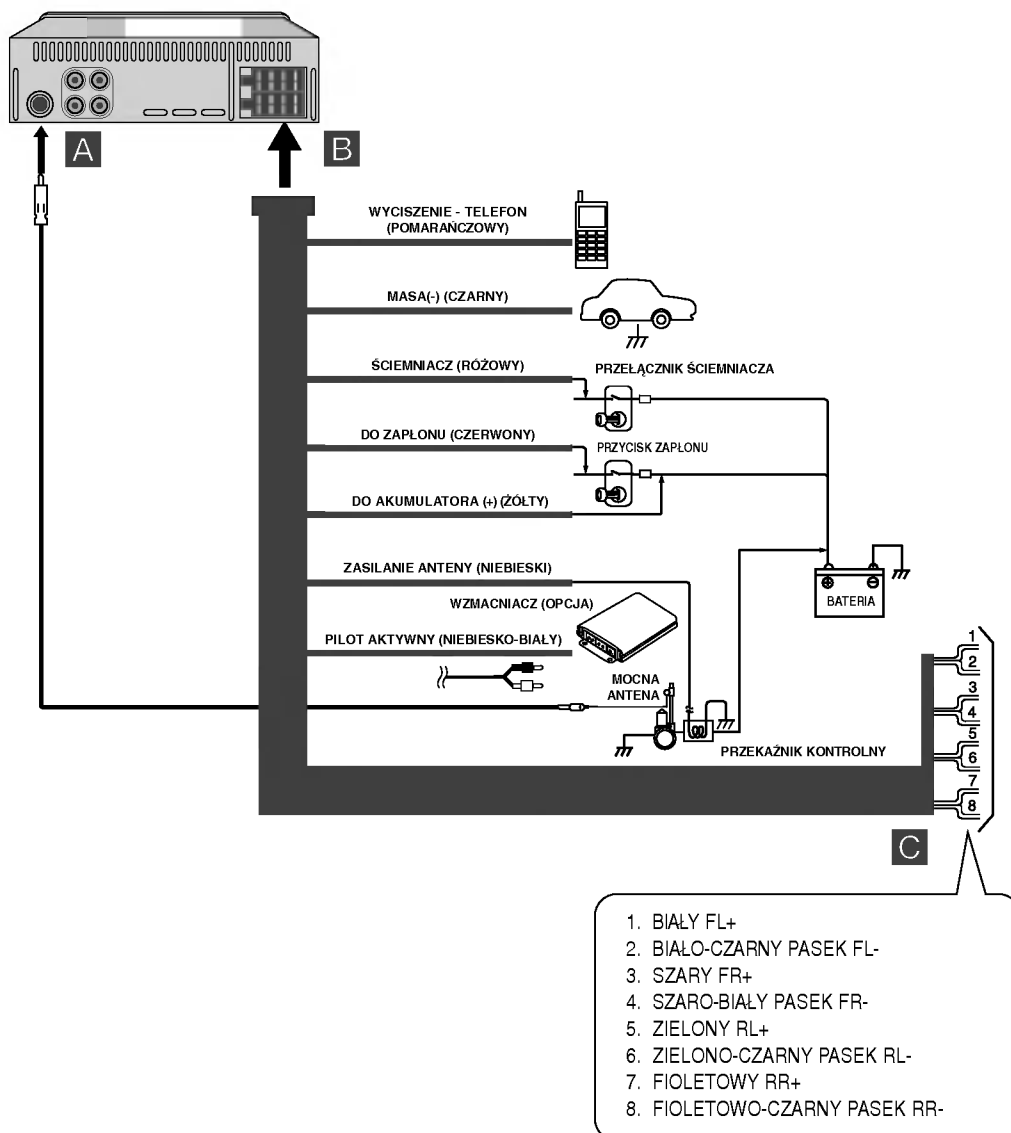 A
B
WYCISZENIE - TELEFON
(POMARAŃCZOWY)
MASA(-) (CZARNY)
ŚCIEMNIACZ (RÓŻOWY)
PRZEŁĄCZNIK ŚCIEMNIACZA
DO ZAPŁONU (CZERWONY)
PRZYCISK ZAPŁONU
DO AKUMULATORA (+) (ŻÓŁTY)
ZASILANIE ANTENY (NIEBIESKI)
BATERIA
WZMACNIACZ (OPCJA)
PILOT AKTYWNY (NIEBIESKO-BIAŁY)
MOCNA
ANTENA
PRZEKAŹNIK KONTROLNY
1
2
3
4
5
6
7
8
C
1. BIAŁY FL+
2. BIAŁO-CZARNY PASEK FL-
3. SZARY FR+
4. SZARO-BIAŁY PASEK FR-
5. ZIELONY RL+
6. ZIELONO-CZARNY PASEK RL-
7. FIOLETOWY RR+
8. FIOLETOWO-CZARNY PASEK RR-